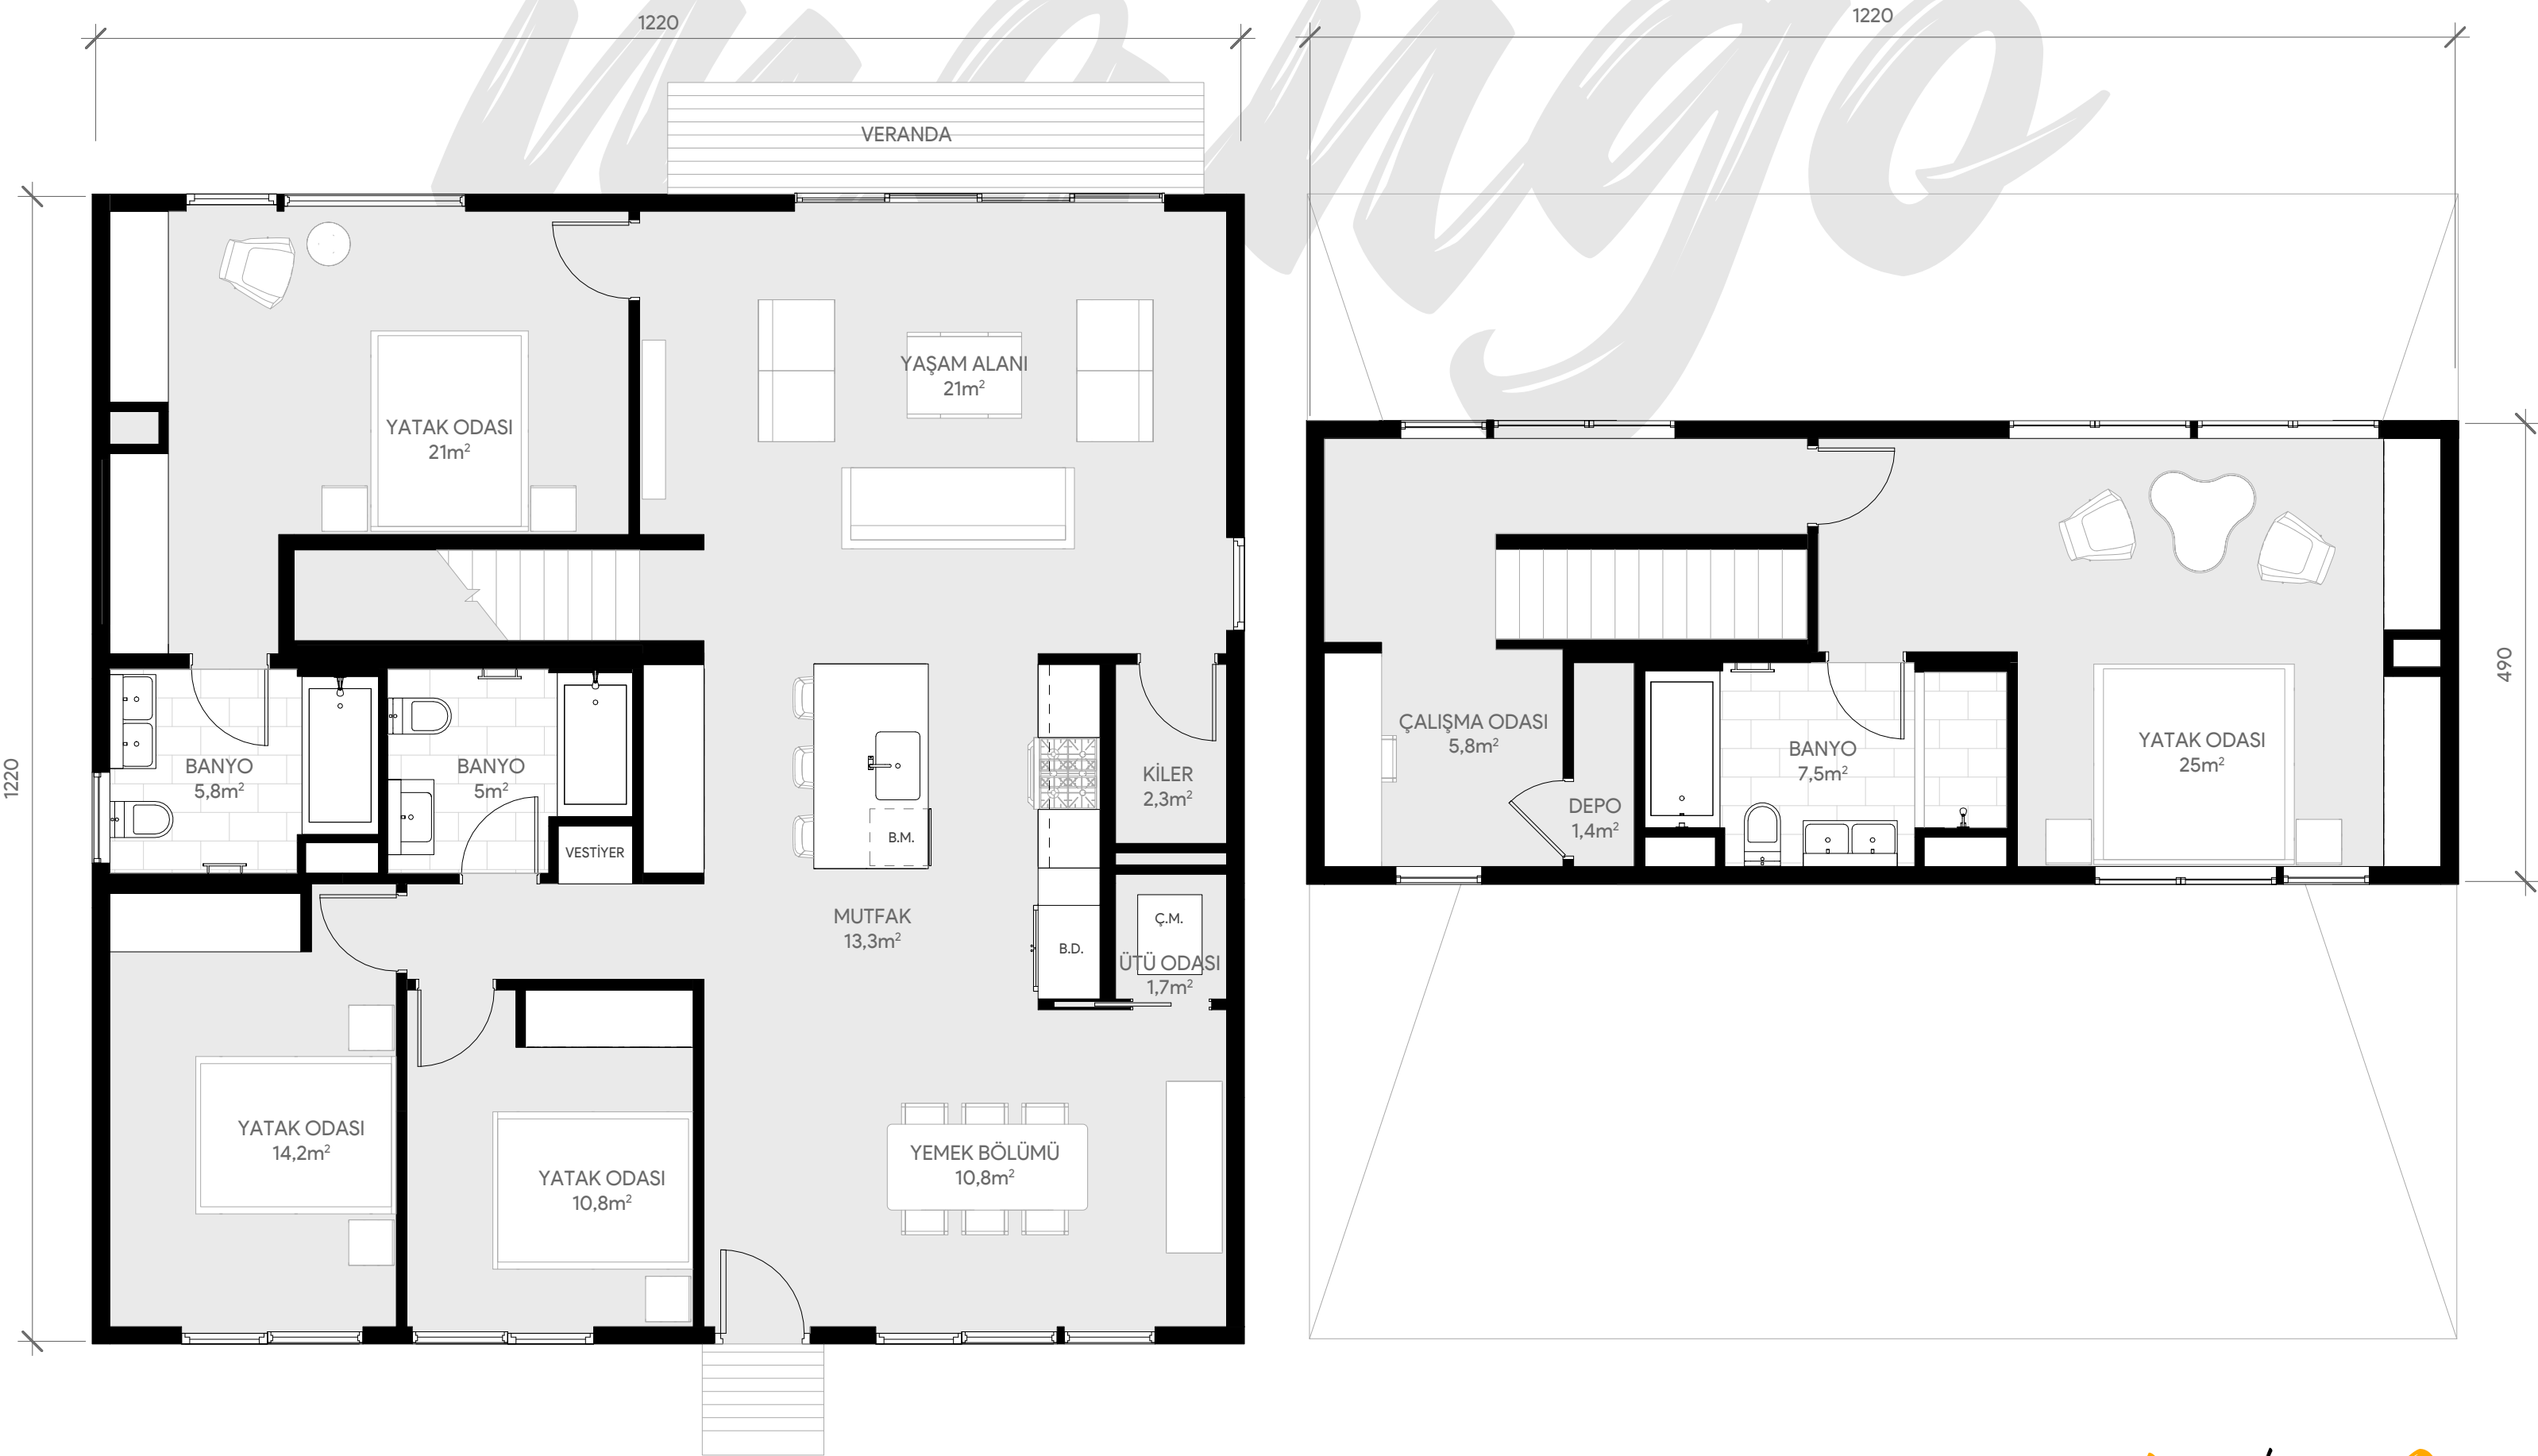 1220
1220
VERANDA
YAŞAM ALANI
21m²
YATAK ODASI
21m²
1220
BANYO
5,8m²
BANYO
5m²
VESTİYER
B.M.
KİLER
2,3m²
MUTFAK
13,3m²
B.D.
Ç.M.
ÜTÜ ODASI
1,7m²
YATAK ODASI
14,2m²
YATAK ODASI
10,8m²
YEMEK BÖLÜMÜ
10,8m²
ÇALIŞMA ODASI
5,8m²
DEPO
1,4m²
BANYO
7,5m²
YATAK ODASI
25m²
490